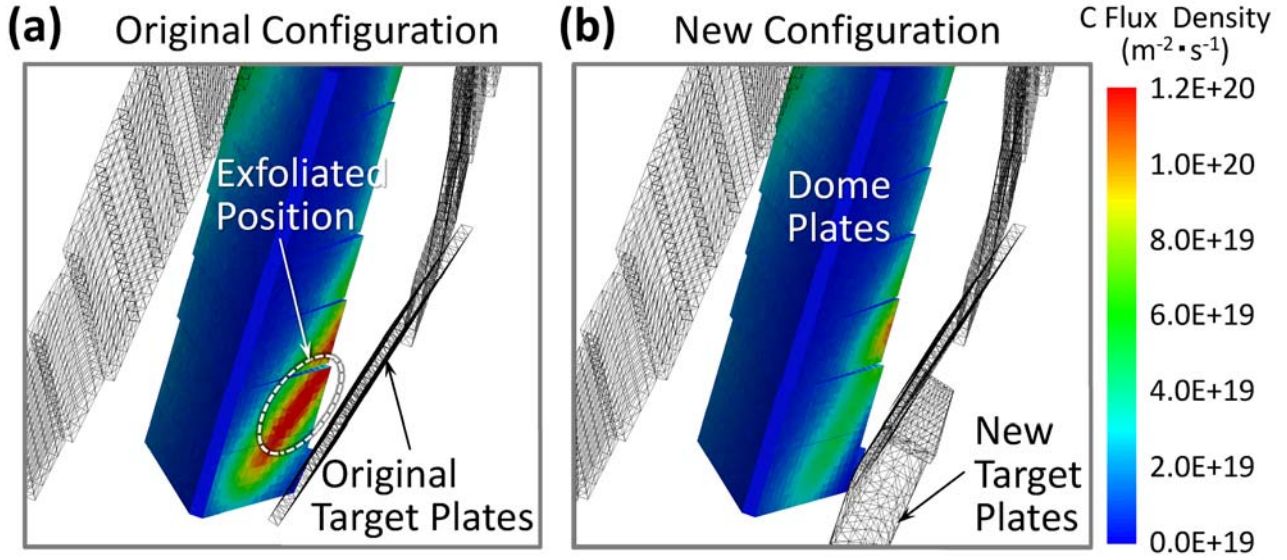 (a) Original Configuration
Exfoliated
Position
Original
Target Plates
(b) New Configuration
Dome
Plates
New
Target
Plates
C Flux Density
(m⁻²▪s⁻¹)
1.2E+20
1.0E+20
8.0E+19
6.0E+19
4.0E+19
2.0E+19
0.0E+19